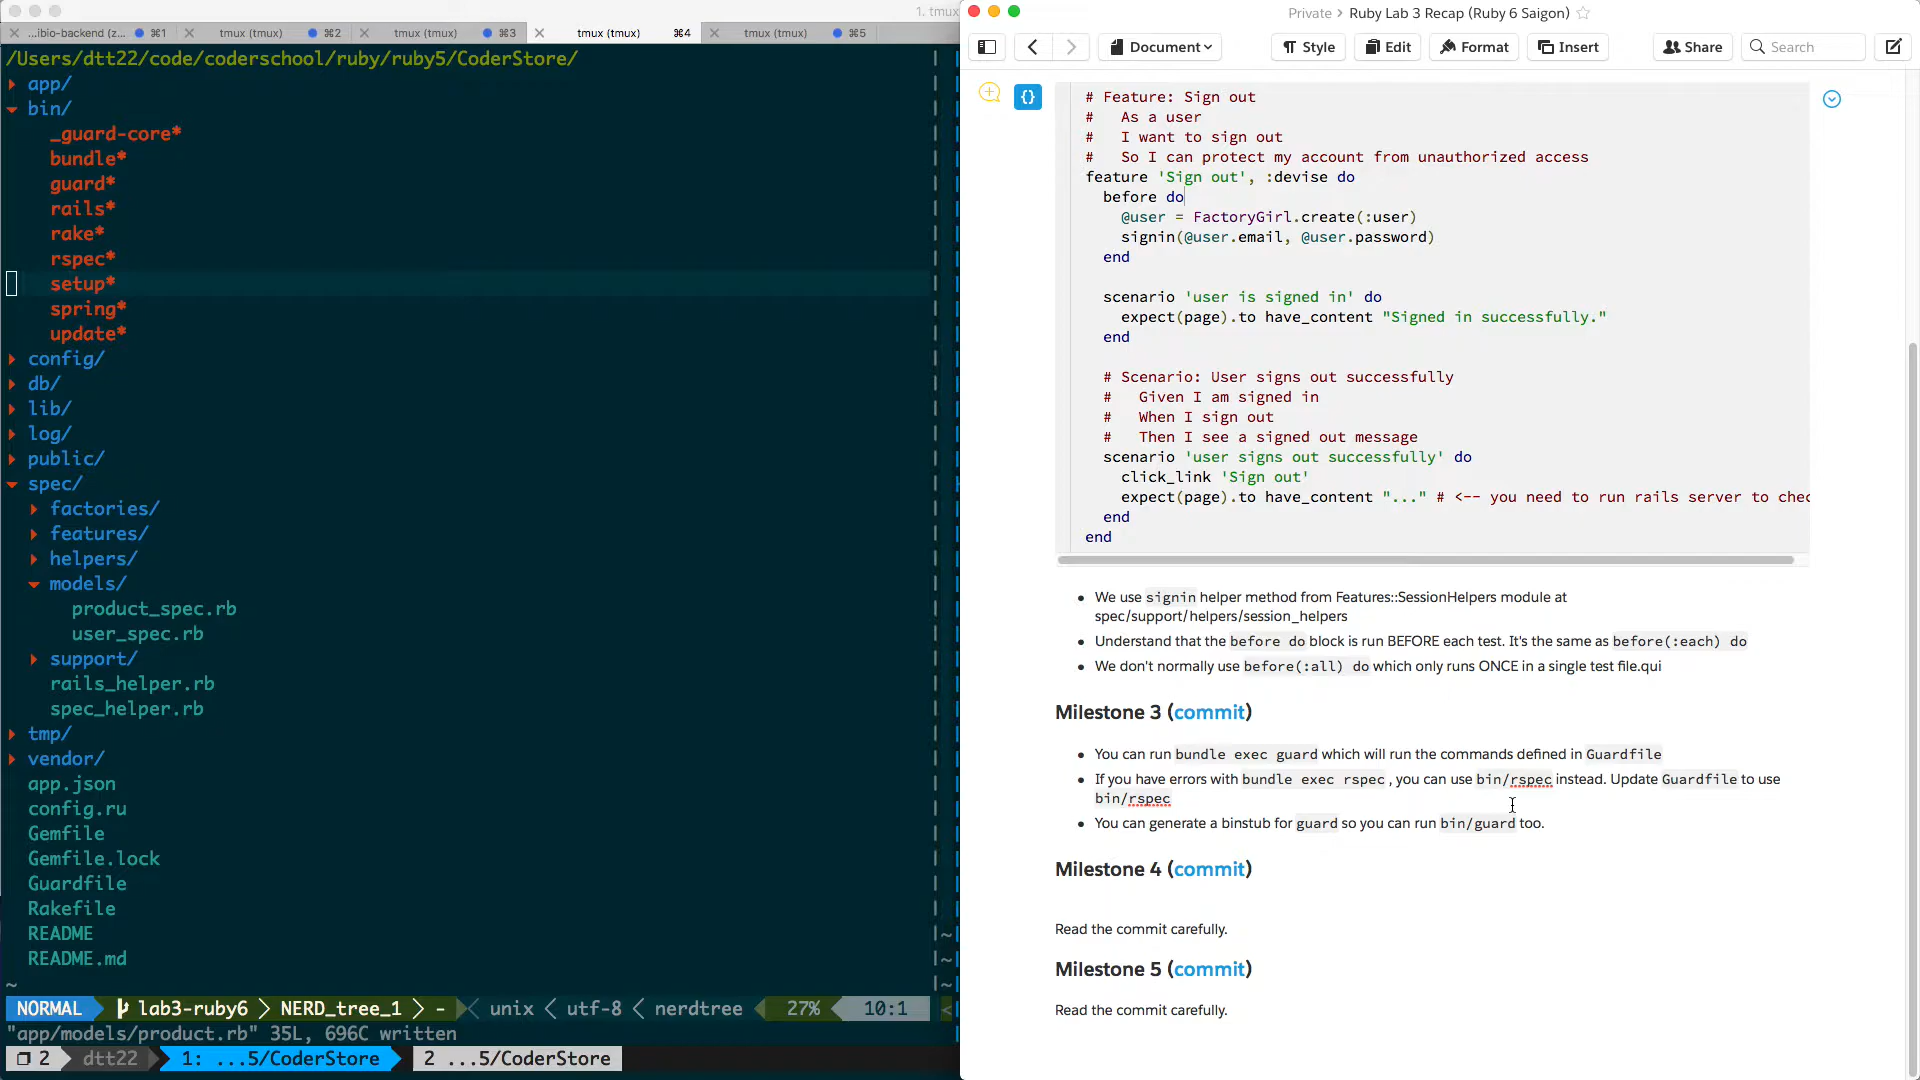 1. tmux
...ibio-backend (z... ⌘1
tmux (tmux) ⌘2
tmux (tmux) ⌘3
tmux (tmux) ⌘4
tmux (tmux) ⌘5
/Users/dtt22/code/coderschool/ruby/ruby5/CoderStore/
app/
bin/
_guard-core*
bundle*
guard*
rails*
rake*
rspec*
setup*
spring*
update*
config/
db/
lib/
log/
public/
spec/
factories/
features/
helpers/
models/
product_spec.rb
user_spec.rb
support/
rails_helper.rb
spec_helper.rb
tmp/
vendor/
app.json
config.ru
Gemfile
Gemfile.lock
Guardfile
Rakefile
README
README.md
~
NORMAL lab3-ruby6 > NERD_tree_1 > - < unix < utf-8 < nerdtree 27% 10:1
"app/models/product.rb" 35L, 696C written
2 dtt22 1: ...5/CoderStore 2 ...5/CoderStore
Private > Ruby Lab 3 Recap (Ruby 6 Saigon)
Document Style Edit Format Insert Share Search
{}
# Feature: Sign out
#   As a user
#   I want to sign out
#   So I can protect my account from unauthorized access
feature 'Sign out', :devise do
  before do
    @user = FactoryGirl.create(:user)
    signin(@user.email, @user.password)
  end
  scenario 'user is signed in' do
    expect(page).to have_content "Signed in successfully."
  end
  # Scenario: User signs out successfully
  #   Given I am signed in
  #   When I sign out
  #   Then I see a signed out message
  scenario 'user signs out successfully' do
    click_link 'Sign out'
    expect(page).to have_content "..." # <-- you need to run rails server to chec
  end
end
• We use signin helper method from Features::SessionHelpers module at
spec/support/helpers/session_helpers
• Understand that the before do block is run BEFORE each test. It's the same as before(:each) do
• We don't normally use before(:all) do which only runs ONCE in a single test file.qui
Milestone 3 (commit)
• You can run bundle exec guard which will run the commands defined in Guardfile
• If you have errors with bundle exec rspec , you can use bin/rspec instead. Update Guardfile to use
bin/rspec
• You can generate a binstub for guard so you can run bin/guard too.
Milestone 4 (commit)
Read the commit carefully.
Milestone 5 (commit)
Read the commit carefully.